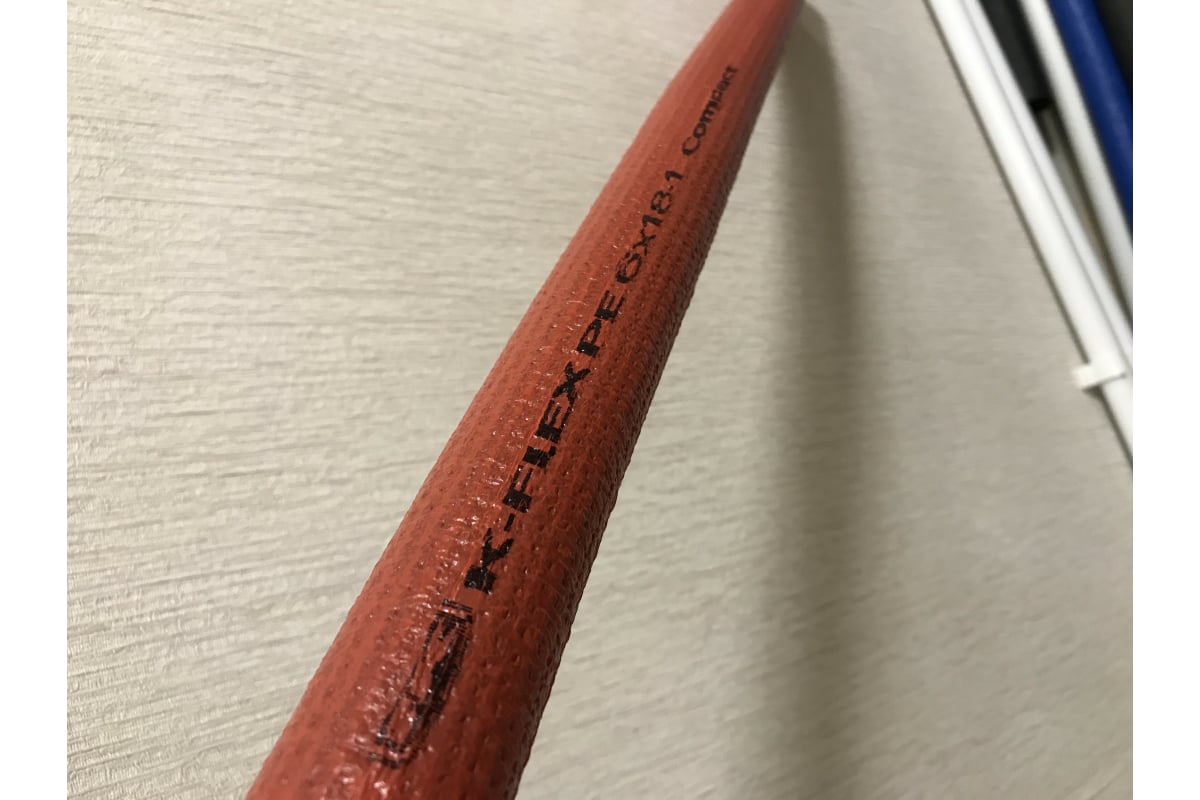 K-FLEX PE 6x18-1 Compact